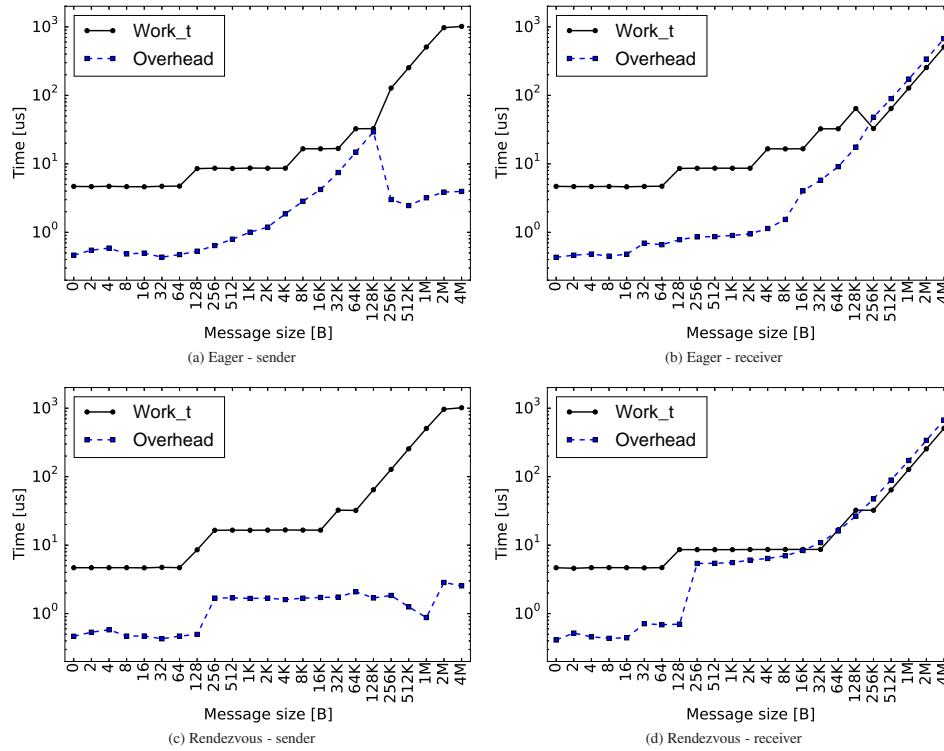 10³
10²
10¹
10⁰
Time [us]
Work_t
Overhead
0 2 4 8 16 32 64 128 256 512 1K 2K 4K 8K 16K 32K 64K 128K 256K 512K 1M 2M 4M
Message size [B]
(a) Eager - sender
10³
10²
10¹
10⁰
Time [us]
Work_t
Overhead
0 2 4 8 16 32 64 128 256 512 1K 2K 4K 8K 16K 32K 64K 128K 256K 512K 1M 2M 4M
Message size [B]
(b) Eager - receiver
10³
10²
10¹
10⁰
Time [us]
Work_t
Overhead
0 2 4 8 16 32 64 128 256 512 1K 2K 4K 8K 16K 32K 64K 128K 256K 512K 1M 2M 4M
Message size [B]
(c) Rendezvous - sender
10³
10²
10¹
10⁰
Time [us]
Work_t
Overhead
0 2 4 8 16 32 64 128 256 512 1K 2K 4K 8K 16K 32K 64K 128K 256K 512K 1M 2M 4M
Message size [B]
(d) Rendezvous - receiver